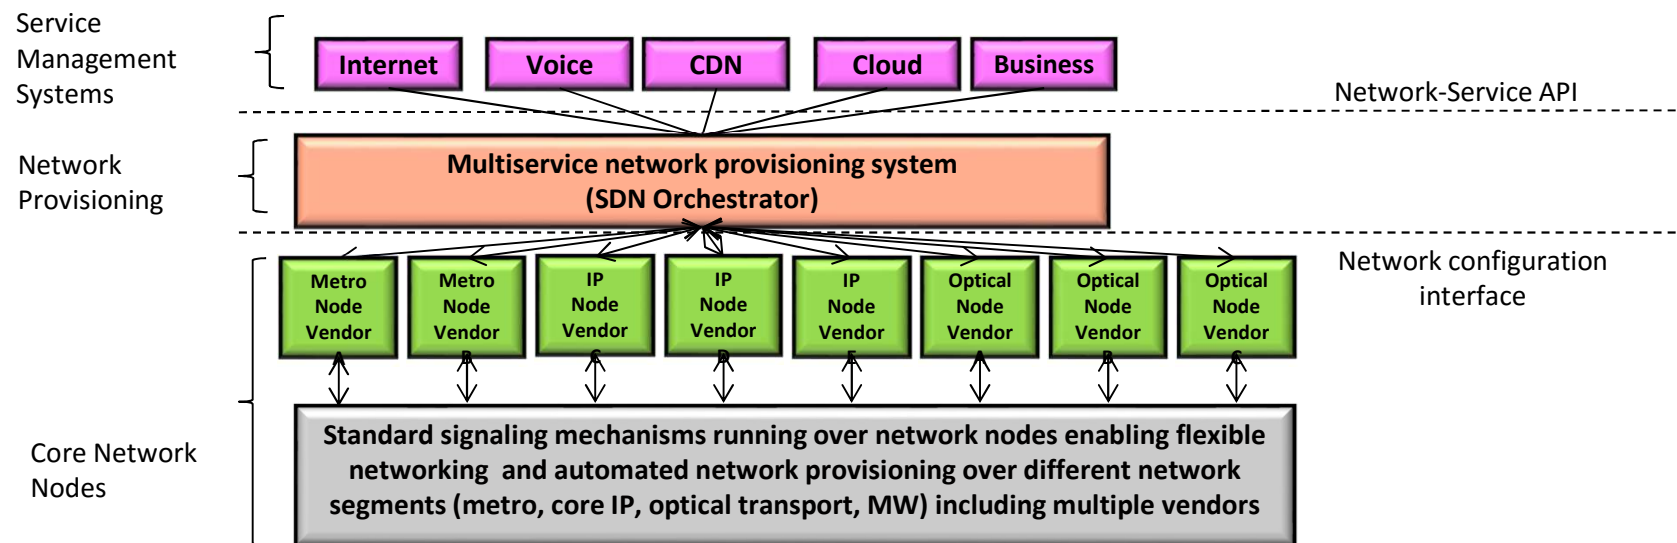 Service
Management
Systems
Internet
Voice
CDN
Cloud
Business
Network-Service API
Network
Provisioning
Multiservice network provisioning system
(SDN Orchestrator)
Network configuration
interface
Metro
Node
Vendor
A
Metro
Node
Vendor
B
IP
Node
Vendor
C
IP
Node
Vendor
D
IP
Node
Vendor
E
Optical
Node
Vendor
A
Optical
Node
Vendor
B
Optical
Node
Vendor
C
Core Network
Nodes
Standard signaling mechanisms running over network nodes enabling flexible
networking and automated network provisioning over different network
segments (metro, core IP, optical transport, MW) including multiple vendors